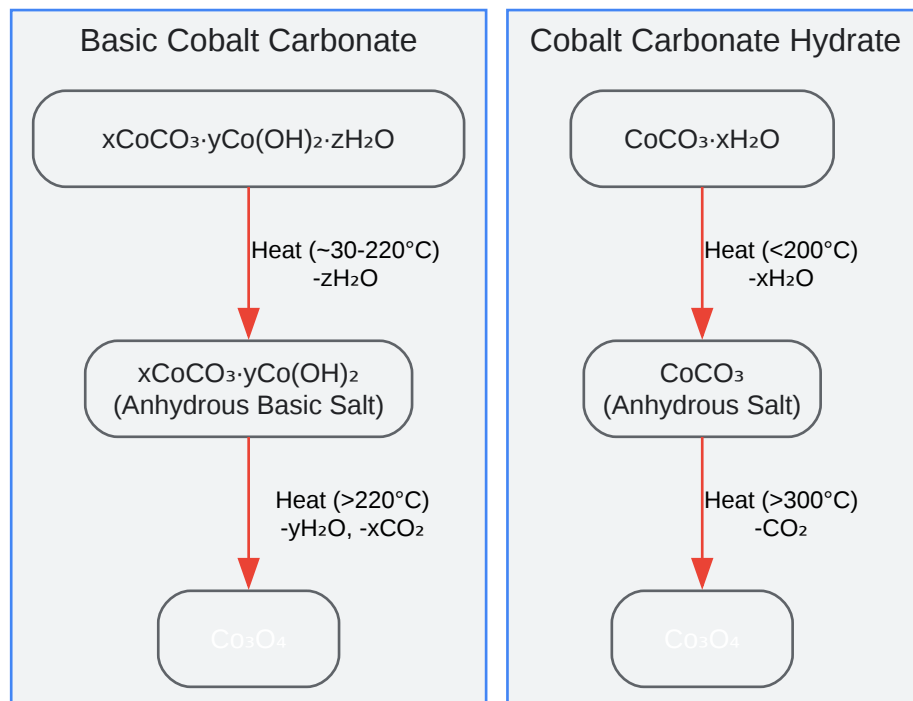 Basic Cobalt Carbonate
xCoCO₃·yCo(OH)₂·zH₂O
Heat (~30-220°C)
-zH₂O
xCoCO₃·yCo(OH)₂
(Anhydrous Basic Salt)
Heat (>220°C)
-yH₂O, -xCO₂
Co₃O₄
Cobalt Carbonate Hydrate
CoCO₃·xH₂O
Heat (<200°C)
-xH₂O
CoCO₃
(Anhydrous Salt)
Heat (>300°C)
-CO₂
Co₃O₄